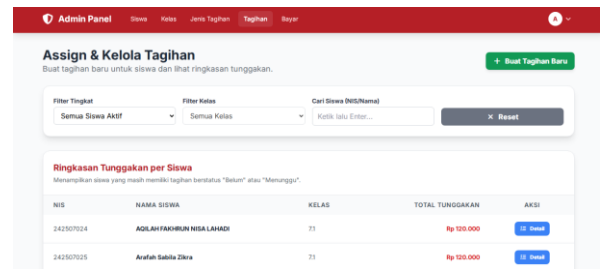 Admin Panel Siswa Kelas Jenis Tagihan Tagihan Bayar A
Assign & Kelola Tagihan
Buat tagihan baru untuk siswa dan lihat ringkasan tunggakan.
+ Buat Tagihan Baru
Filter Tingkat Filter Kelas Cari Siswa (NIS/Nama)
Semua Siswa Aktif Semua Kelas Ketik lalu Enter... × Reset
Ringkasan Tunggakan per Siswa
Menampilkan siswa yang masih memiliki tagihan berstatus "Belum" atau "Menunggu".
NIS NAMA SISWA KELAS TOTAL TUNGGAKAN AKSI
242507024 AQILAH FAKHRUN NISA LAHADI 7.1 Rp 120.000 Detail
242507025 Arafah Sabila Zikra 7.1 Rp 120.000 Detail